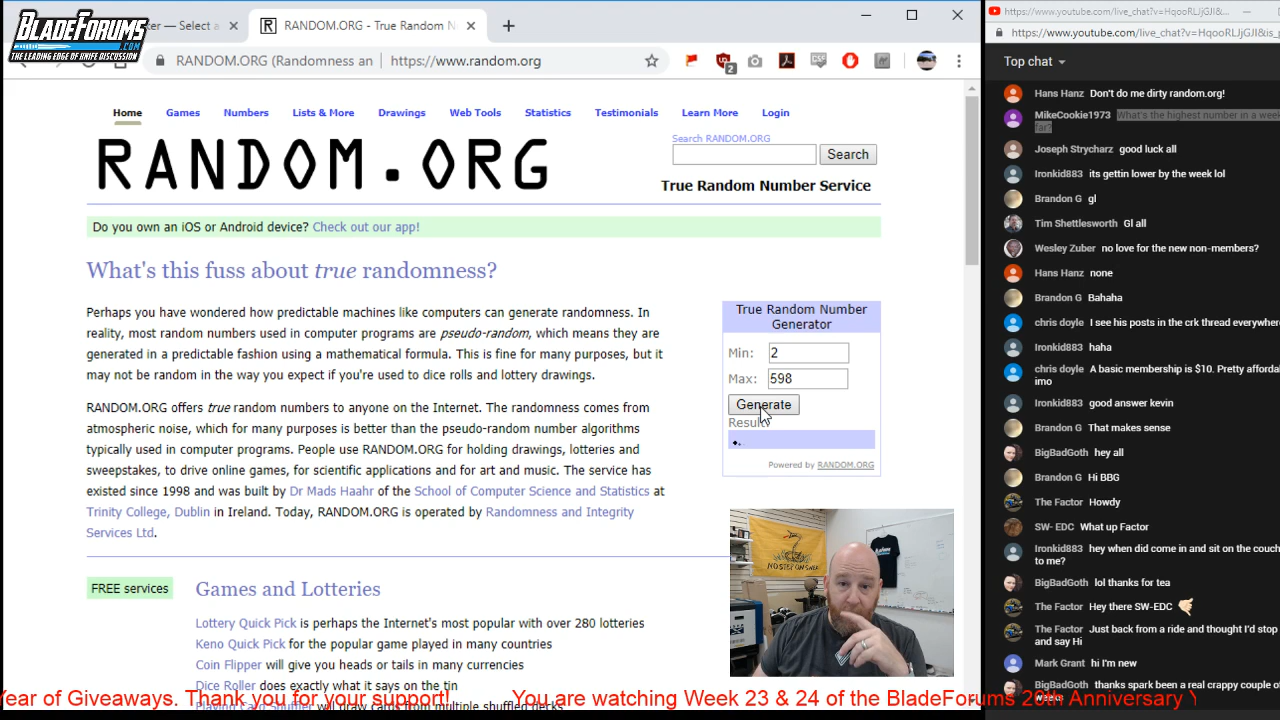 BLADEFORUMS
.COM
THE LEADING EDGE OF KNIFE DISCUSSION
ker — Select a
RANDOM.ORG - True Random N
RANDOM.ORG (Randomness an
https://www.random.org
2
Home Games Numbers Lists & More Drawings Web Tools Statistics Testimonials Learn More Login
RANDOM.ORG
Search RANDOM.ORG
Search
True Random Number Service
Do you own an iOS or Android device? Check out our app!
What's this fuss about true randomness?
Perhaps you have wondered how predictable machines like computers can generate randomness. In
reality, most random numbers used in computer programs are pseudo-random, which means they are
generated in a predictable fashion using a mathematical formula. This is fine for many purposes, but it
may not be random in the way you expect if you're used to dice rolls and lottery drawings.
RANDOM.ORG offers true random numbers to anyone on the Internet. The randomness comes from
atmospheric noise, which for many purposes is better than the pseudo-random number algorithms
typically used in computer programs. People use RANDOM.ORG for holding drawings, lotteries and
sweepstakes, to drive online games, for scientific applications and for art and music. The service has
existed since 1998 and was built by Dr Mads Haahr of the School of Computer Science and Statistics at
Trinity College, Dublin in Ireland. Today, RANDOM.ORG is operated by Randomness and Integrity
Services Ltd.
True Random Number
Generator
Min: 2
Max: 598
Generate
Result:
Powered by RANDOM.ORG
FREE services
Games and Lotteries
Lottery Quick Pick is perhaps the Internet's most popular with over 280 lotteries
Keno Quick Pick for the popular game played in many countries
Coin Flipper will give you heads or tails in many currencies
Dice Roller does exactly what it says on the tin
Playing Card Shuffler will draw cards from multiple shuffled decks
NO STEP ON SNEK
Year of Giveaways. Thank you for your support! You are watching Week 23 & 24 of the BladeForums 20th Anniversary Y
https://www.youtube.com/live_chat?v=HqooRLJjGJI&...
https://www.youtube.com/live_chat?v=HqooRLJjGJI&is_p
Top chat
Hans Hanz Don't do me dirty random.org!
MikeCookie1973 What's the highest number in a week
far?
Joseph Strycharz good luck all
Ironkid883 its gettin lower by the week lol
Brandon G gl
Tim Shettlesworth Gl all
Wesley Zuber no love for the new non-members?
Hans Hanz none
Brandon G Bahaha
chris doyle I see his posts in the crk thread everywhere
Ironkid883 haha
chris doyle A basic membership is $10. Pretty afforda
imo
Ironkid883 good answer kevin
Brandon G That makes sense
BigBadGoth hey all
Brandon G Hi BBG
The Factor Howdy
SW- EDC What up Factor
Ironkid883 hey when did come in and sit on the couch
to me?
BigBadGoth lol thanks for tea
The Factor Hey there SW-EDC
The Factor Just back from a ride and thought I'd stop
and say Hi
Mark Grant hi I'm new
BigBadGoth thanks spark been a real crappy couple of
weeks